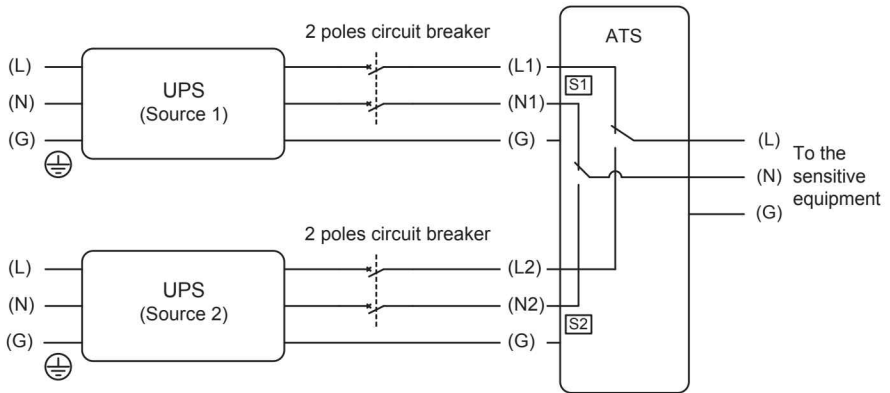 2 poles circuit breaker
ATS
(L)
(L1)
UPS
S1
(N)
(Source 1)
(N1)
(G)
(G)
(L)
To the
(N)
sensitive
equipment
(G)
2 poles circuit breaker
(L)
(L2)
UPS
(N)
(Source 2)
(N2)
S2
(G)
(G)